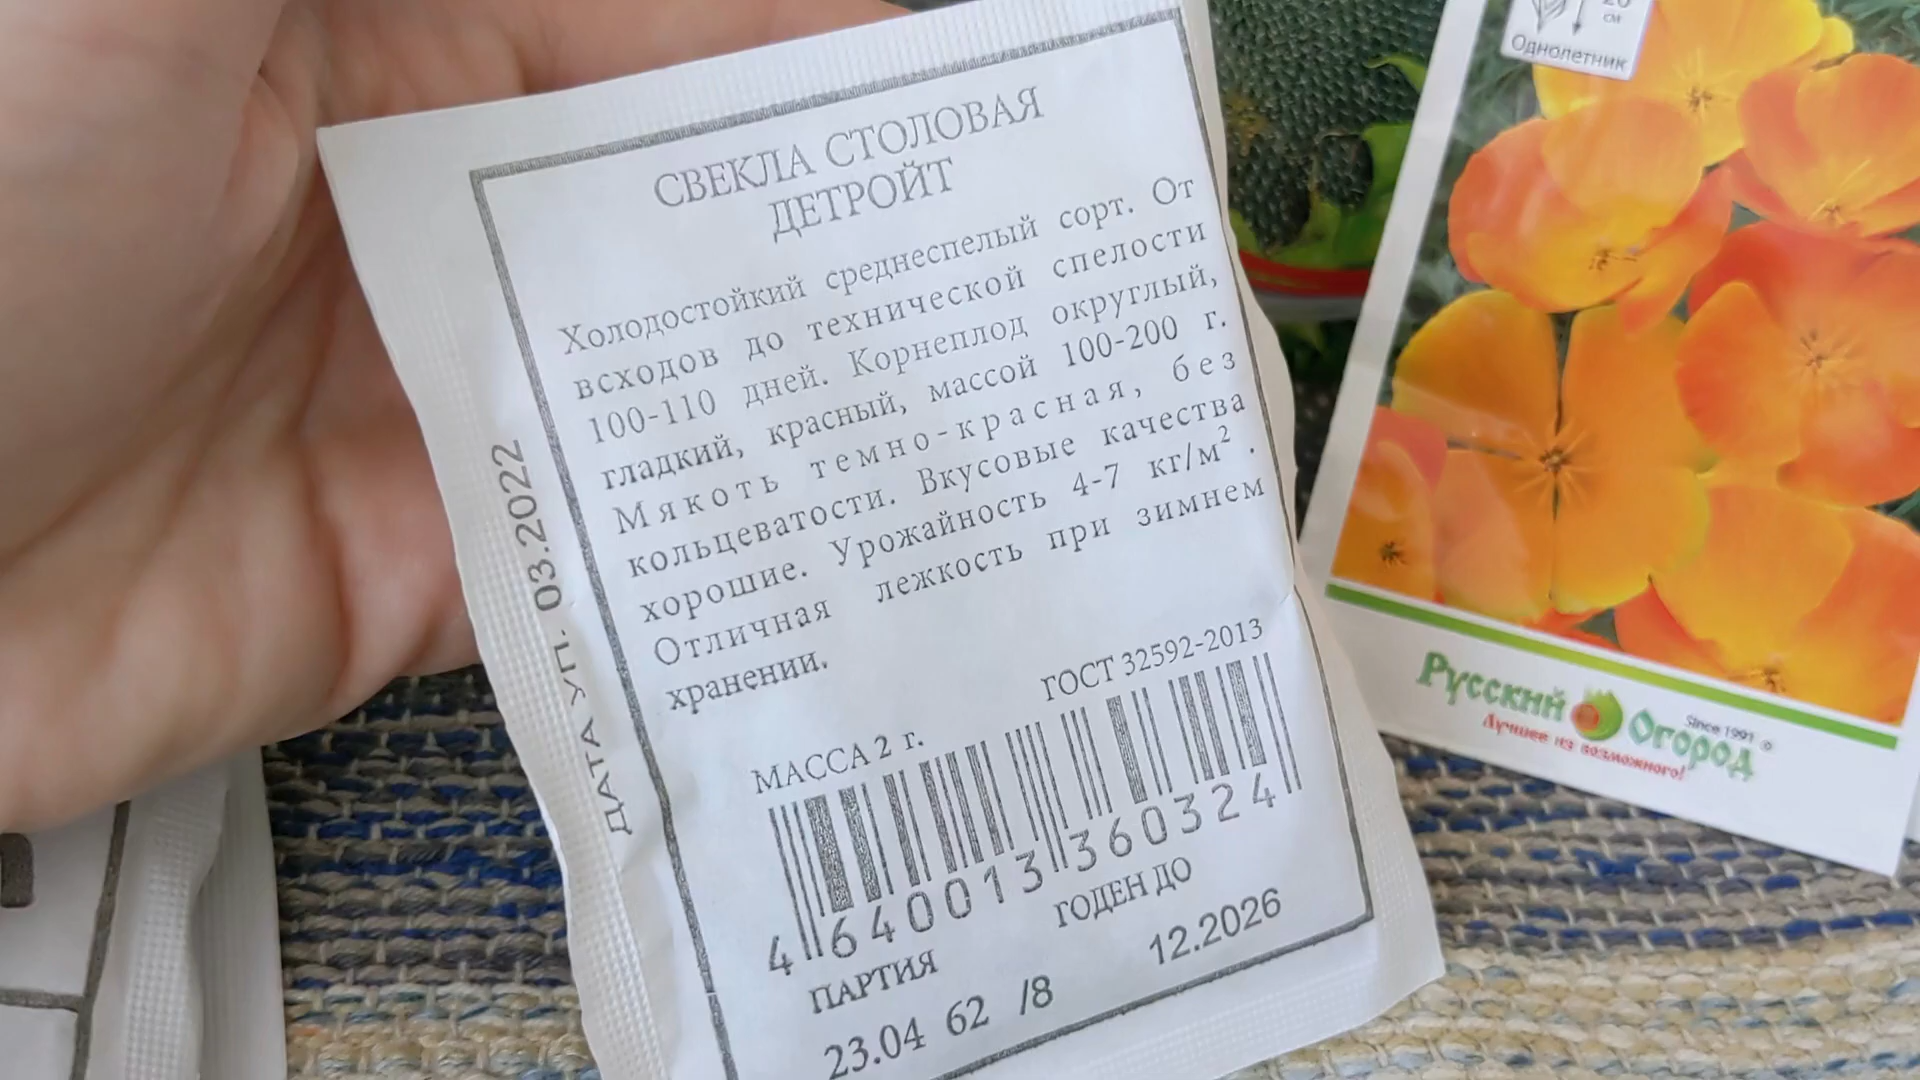 СВЕКЛА СТОЛОВАЯ
ДЕТРОЙТ
Холодостойкий среднеспелый сорт. От
всходов до технической спелости
100-110 дней. Корнеплод округлый,
гладкий, красный, массой 100-200 г.
Мякоть темно-красная, без
кольцеватости. Вкусовые качества
хорошие. Урожайность 4-7 кг/м².
Отличная лежкость при зимнем
хранении.
ГОСТ 32592-2013
МАССА 2 г.
4 640013 360324
ПАРТИЯ
ГОДЕН ДО
23.04 62 /8
12.2026
ДАТА УП. 03.2022
см
Однолетник
Русский Огород
Since 1991
Лучшее из возможного!